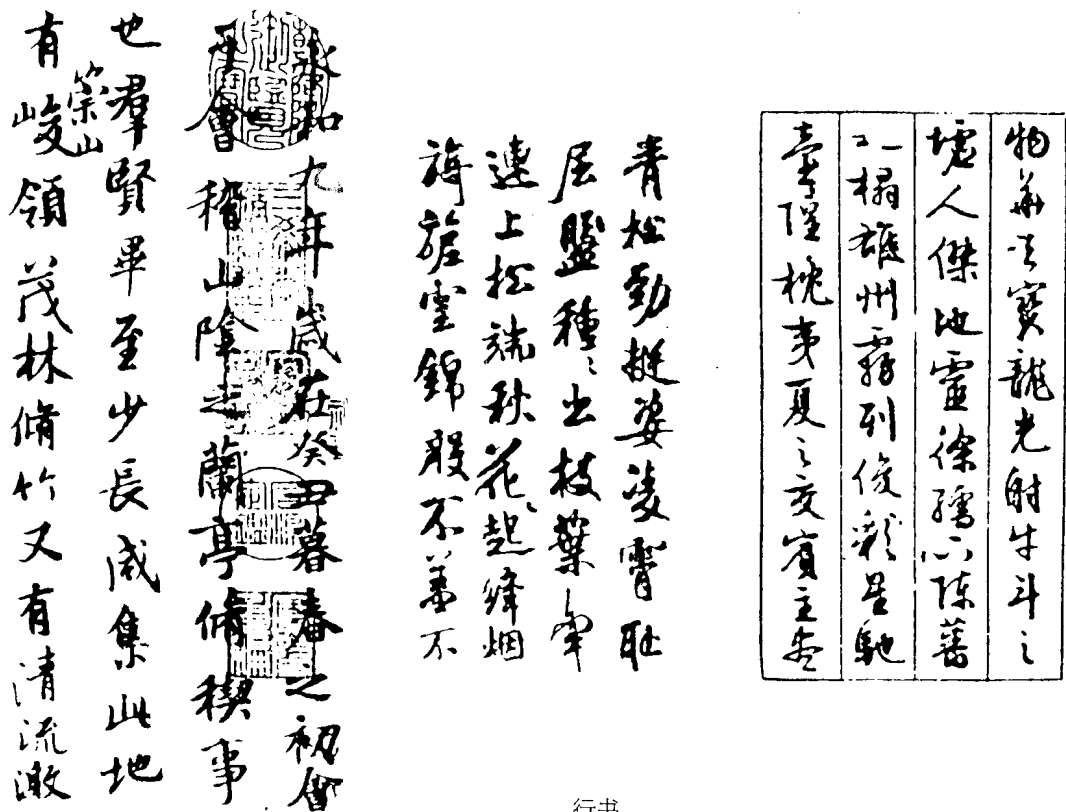 物華天寶龍光射牛斗之
墟人傑地靈徐孺下陳蕃
之榻雄州霧列俊彩星馳
臺隍枕夷夏之交賓主盡
青松勁挺姿凌霄恥
屈盤種々出枝葉牽
連上松端秋花起絳烟
旖旎雲錦殷不羞不
永和九年歲在癸丑暮春之初會
于會稽山陰之蘭亭脩禊事
也羣賢畢至少長咸集此地
有崇山峻領茂林脩竹又有清流激
行书